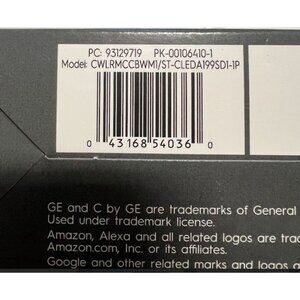 PC: 93129719 PK-00106410-1
Model: CWLRMCCBWM1/ST-CLEDA199SD1-1P
0 43168 54036 0
GE and C by GE are trademarks of General
Used under trademark license.
Amazon, Alexa and all related logos are trad
Amazon.com, Inc. or its affiliates.
Google and other related marks and logos a